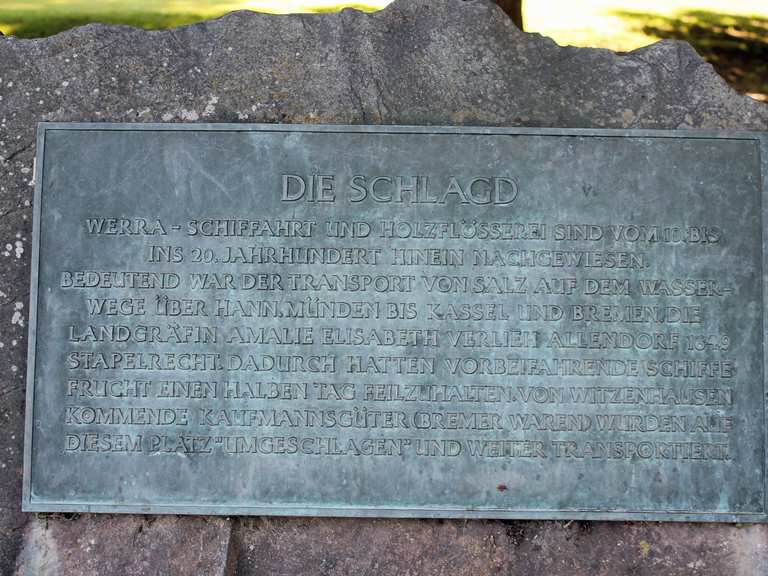 DIE SCHLAGD
WERRA - SCHIFFAHRT UND HOLZFLÖSSEREI SIND VOM 10. BIS
INS 20. JAHRHUNDERT HINEIN NACHGEWIESEN.
BEDEUTEND WAR DER TRANSPORT VON SALZ AUF DEM WASSER-
WEGE ÜBER HANN. MÜNDEN BIS KASSEL UND BREMEN. DIE
LANDGRÄFIN AMALIE ELISABETH VERLIEH ALLENDORF 1649
STAPELRECHT. DADURCH HATTEN VORBEIFAHRENDE SCHIFFE
FRUCHT EINEN HALBEN TAG FEILZUHALTEN. VON WITZENHAUSEN
KOMMENDE KAUFMANNSGÜTER (BREMER WAREN) WURDEN AUF
DIESEM PLATZ "UMGESCHLAGEN" UND WEITER TRANSPORTIERT.